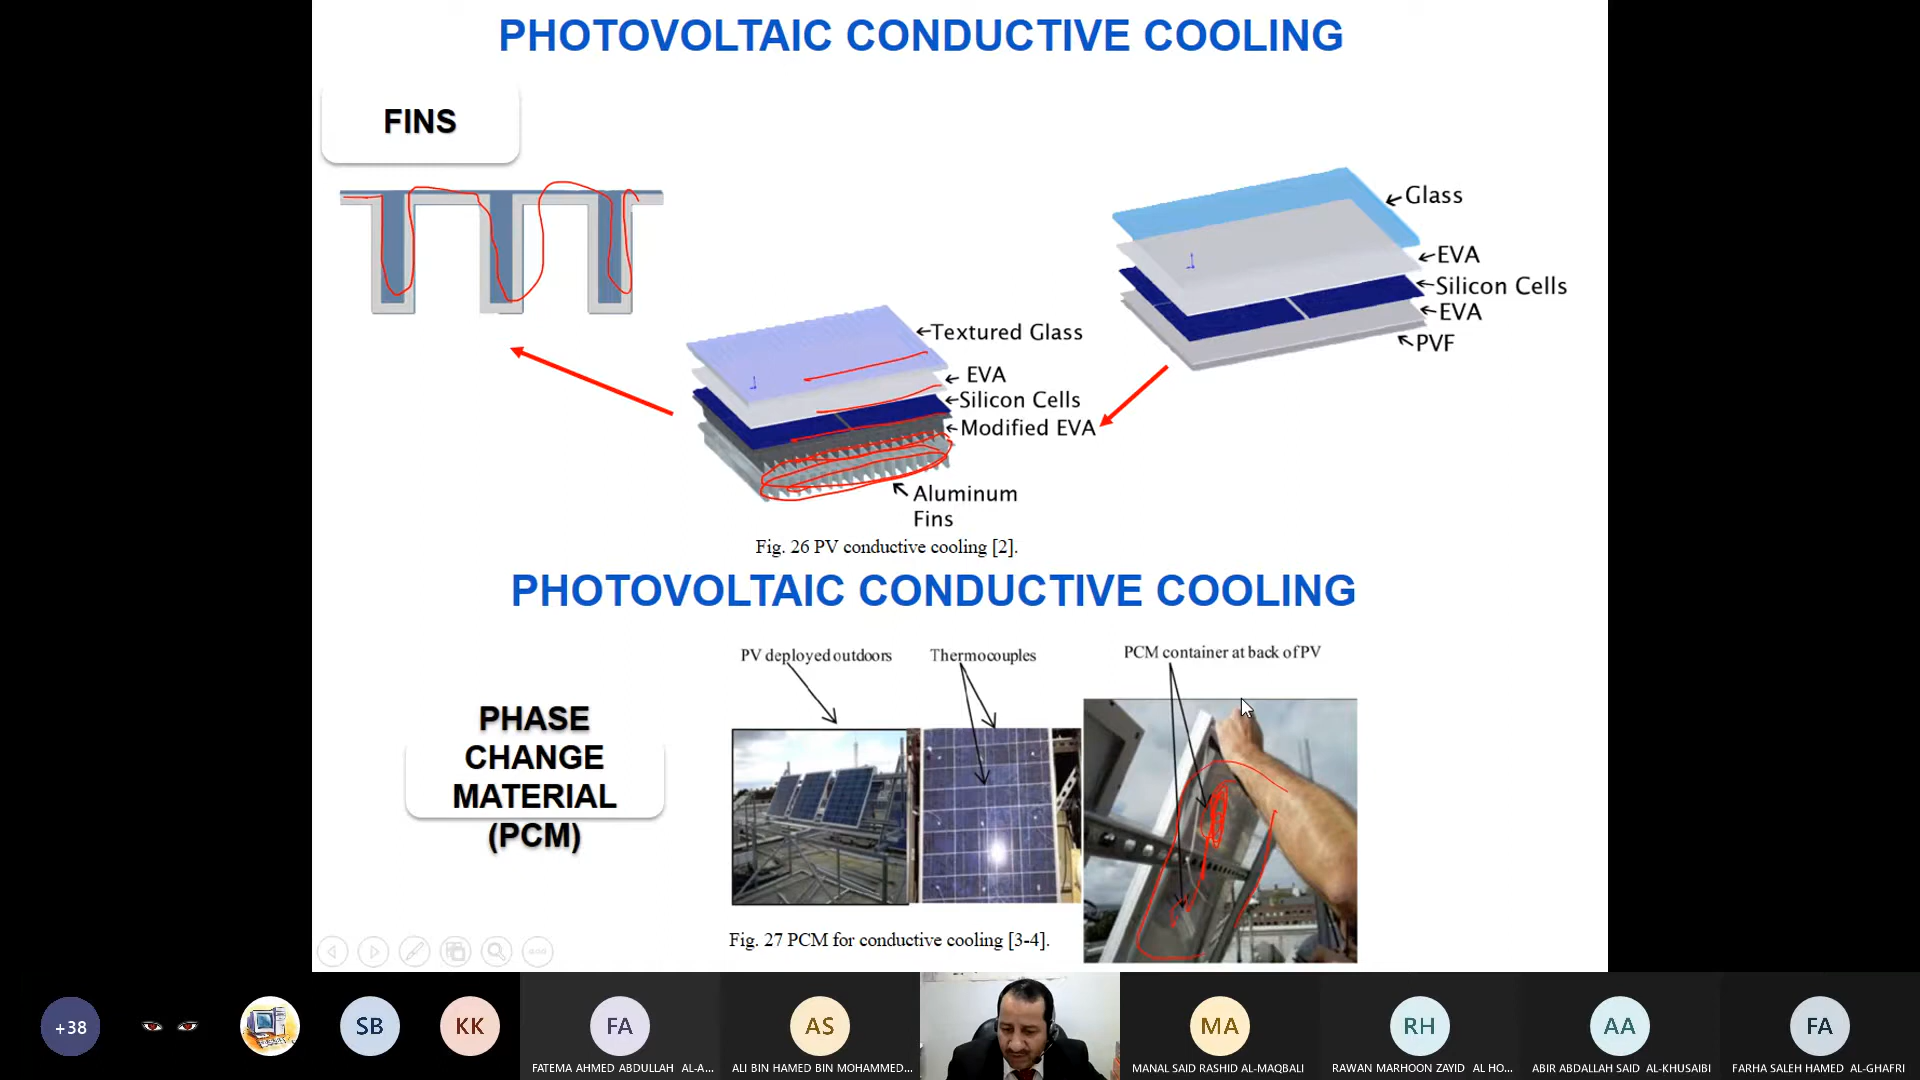 PHOTOVOLTAIC CONDUCTIVE COOLING
FINS
Glass
EVA
Silicon Cells
EVA
PVF
Textured Glass
EVA
Silicon Cells
Modified EVA
Aluminum
Fins
Fig. 26 PV conductive cooling [2].
PHOTOVOLTAIC CONDUCTIVE COOLING
PV deployed outdoors
Thermocouples
PCM container at back of PV
PHASE
CHANGE
MATERIAL
(PCM)
Fig. 27 PCM for conductive cooling [3-4].
+38
SB
KK
FA
AS
MA
RH
AA
FA
FATEMA AHMED ABDULLAH AL-A...
ALI BIN HAMED BIN MOHAMMED...
MANAL SAID RASHID AL-MAQBALI
RAWAN MARHOON ZAYID AL HO...
ABIR ABDALLAH SAID AL-KHUSAIBI
FARHA SALEH HAMED AL-GHAFRI